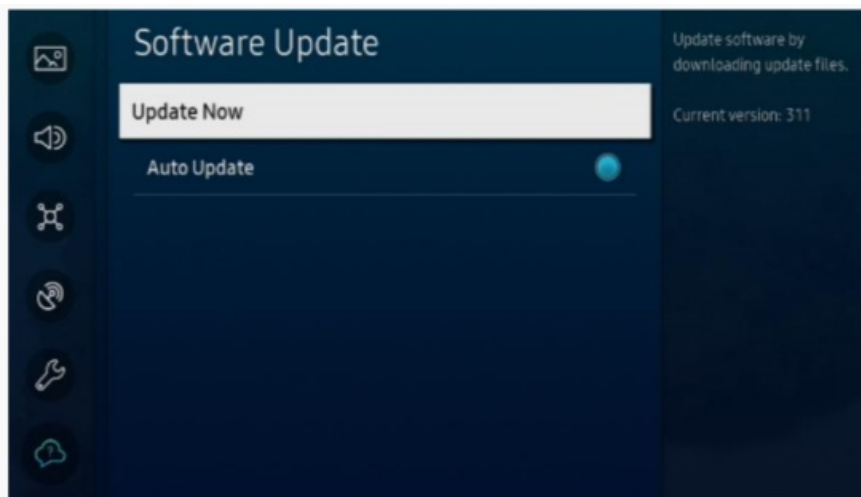 Software Update
Update Now
Auto Update
Update software by
downloading update files.
Current version: 311
?